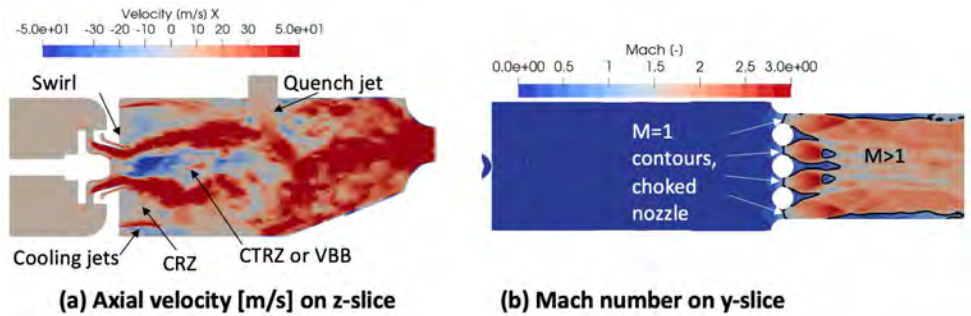 Velocity [m/s] X
-5.0e+01 -30 -20 -10 0 10 20 30 5.0e+01
Swirl
Quench jet
Cooling jets
CRZ
CTRZ or VBB
(a) Axial velocity [m/s] on z-slice
Mach [-]
0.0e+00 0.5 1 1.5 2 3.0e+00
M=1
contours,
choked
nozzle
M>1
(b) Mach number on y-slice